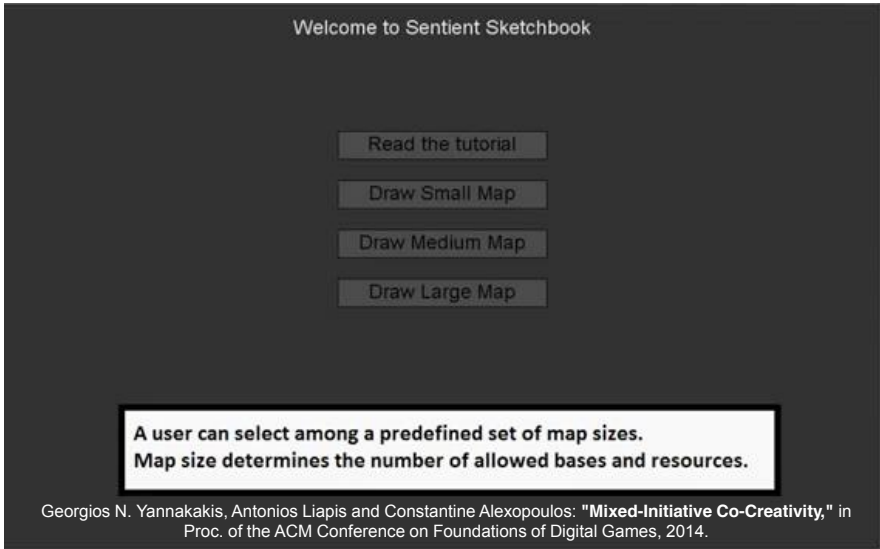 Welcome to Sentient Sketchbook
Read the tutorial
Draw Small Map
Draw Medium Map
Draw Large Map
A user can select among a predefined set of map sizes.
Map size determines the number of allowed bases and resources.
Georgios N. Yannakakis, Antonios Liapis and Constantine Alexopoulos: "Mixed-Initiative Co-Creativity," in
Proc. of the ACM Conference on Foundations of Digital Games, 2014.